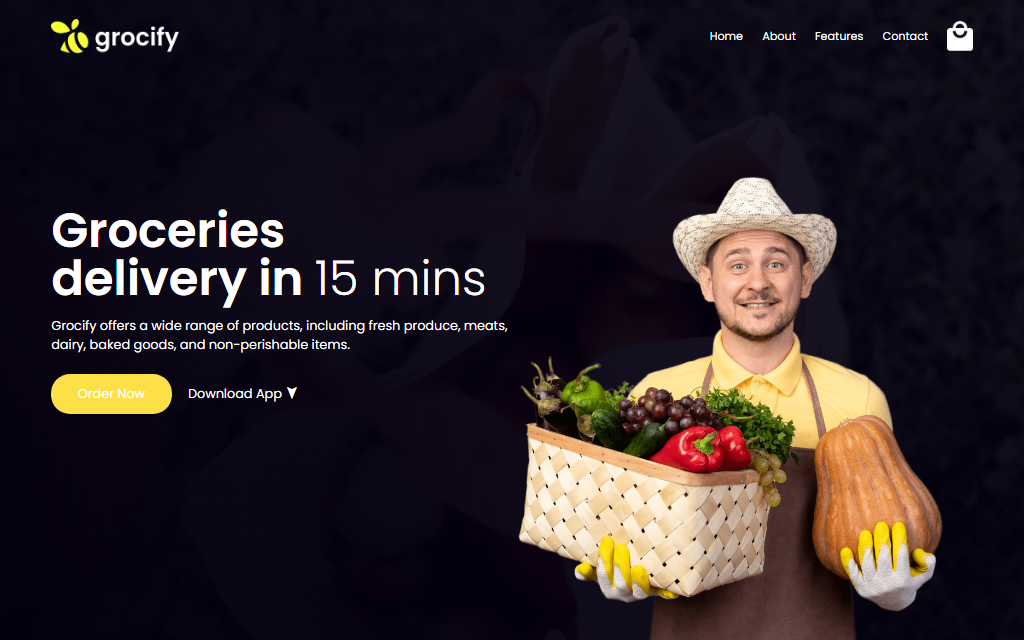 grocify
Home About Features Contact
Groceries
delivery in 15 mins
Grocify offers a wide range of products, including fresh produce, meats,
dairy, baked goods, and non-perishable items.
Order Now Download App